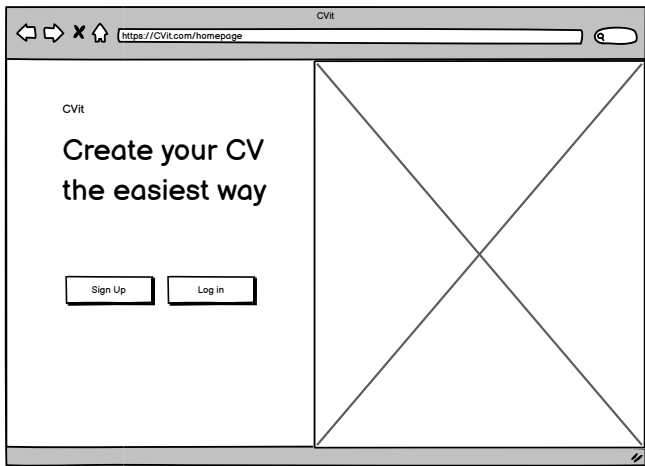 CVit
https://CVit.com/homepage
CVit
Create your CV
the easiest way
Sign Up
Log in